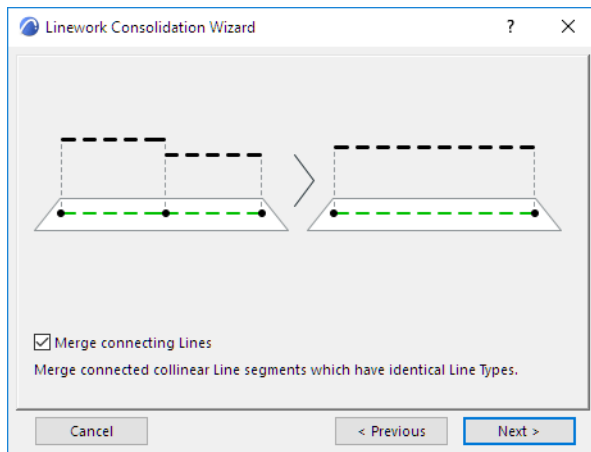 Linework Consolidation Wizard
?
Merge connecting Lines
Merge connected collinear Line segments which have identical Line Types.
Cancel
< Previous
Next >